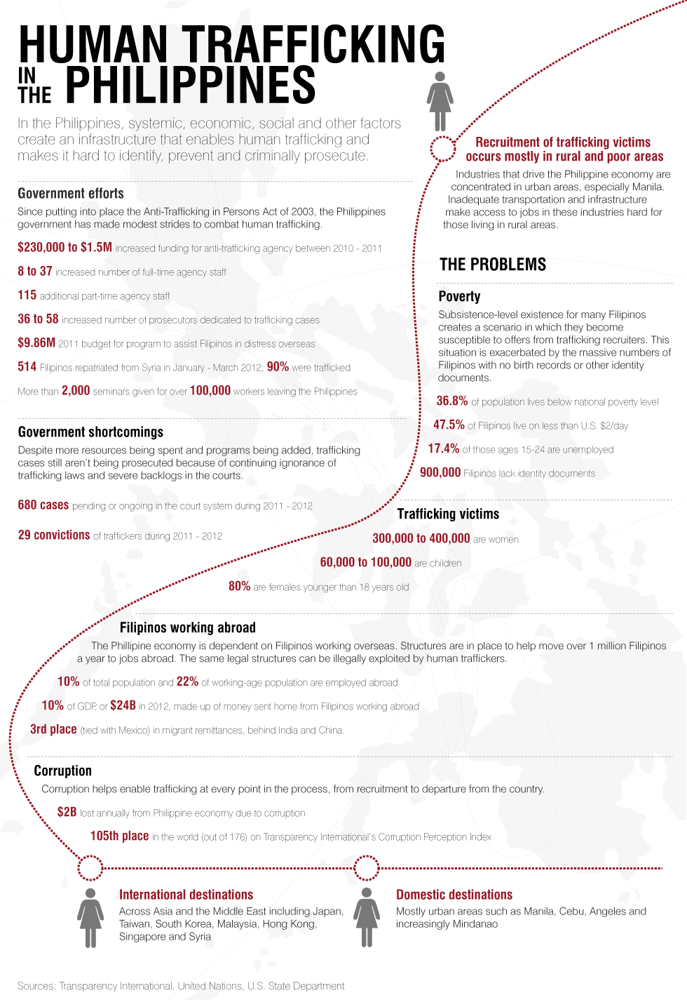 HUMAN TRAFFICKING
IN THE PHILIPPINES
In the Philippines, systemic, economic, social and other factors
create an infrastructure that enables human trafficking and
makes it hard to identify, prevent and criminally prosecute.
Recruitment of trafficking victims
occurs mostly in rural and poor areas
Industries that drive the Philippine economy are
concentrated in urban areas, especially Manila.
Inadequate transportation and infrastructure
make access to jobs in these industries hard for
those living in rural areas.
Government efforts
Since putting into place the Anti-Trafficking in Persons Act of 2003, the Philippines
government has made modest strides to combat human trafficking.
$230,000 to $1.5M increased funding for anti-trafficking agency between 2010 - 2011
8 to 37 increased number of full-time agency staff
115 additional part-time agency staff
36 to 58 increased number of prosecutors dedicated to trafficking cases
$9.86M 2011 budget for program to assist Filipinos in distress overseas
514 Filipinos repatriated from Syria in January - March 2012; 90% were trafficked
More than 2,000 seminars given for over 100,000 workers leaving the Philippines
Government shortcomings
Despite more resources being spent and programs being added, trafficking
cases still aren't being prosecuted because of continuing ignorance of
trafficking laws and severe backlogs in the courts.
680 cases pending or ongoing in the court system during 2011 - 2012
29 convictions of traffickers during 2011 - 2012
THE PROBLEMS
Poverty
Subsistence-level existence for many Filipinos
creates a scenario in which they become
susceptible to offers from trafficking recruiters. This
situation is exacerbated by the massive numbers of
Filipinos with no birth records or other identity
documents.
36.8% of population lives below national poverty level
47.5% of Filipinos live on less than U.S. $2/day
17.4% of those ages 15-24 are unemployed
900,000 Filipinos lack identity documents
Trafficking victims
300,000 to 400,000 are women
60,000 to 100,000 are children
80% are females younger than 18 years old
Filipinos working abroad
The Phillipine economy is dependent on Filipinos working overseas. Structures are in place to help move over 1 million Filipinos
a year to jobs abroad. The same legal structures can be illegally exploited by human traffickers.
10% of total population and 22% of working-age population are employed abroad
10% of GDP, or $24B in 2012, made up of money sent home from Filipinos working abroad
3rd place (tied with Mexico) in migrant remittances, behind India and China.
Corruption
Corruption helps enable trafficking at every point in the process, from recruitment to departure from the country.
$2B lost annually from Philippine economy due to corruption
105th place in the world (out of 176) on Transparency International's Corruption Perception Index
International destinations
Across Asia and the Middle East including Japan,
Taiwan, South Korea, Malaysia, Hong Kong,
Singapore and Syria
Domestic destinations
Mostly urban areas such as Manila, Cebu, Angeles and
increasingly Mindanao
Sources: Transparency International, United Nations, U.S. State Department